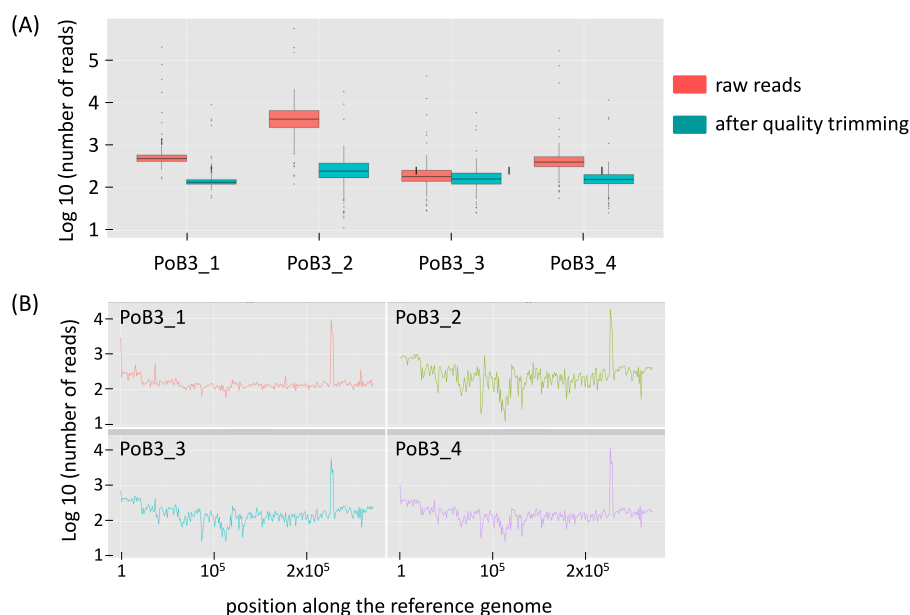 (A)
Log 10 (number of reads)
5
4
3
2
1
PoB3_1 PoB3_2 PoB3_3 PoB3_4
raw reads
after quality trimming
(B)
Log 10 (number of reads)
PoB3_1 PoB3_2
4
3
2
1
PoB3_3 PoB3_4
4
3
2
1
1 10⁵ 2x10⁵ 1 10⁵ 2x10⁵
position along the reference genome